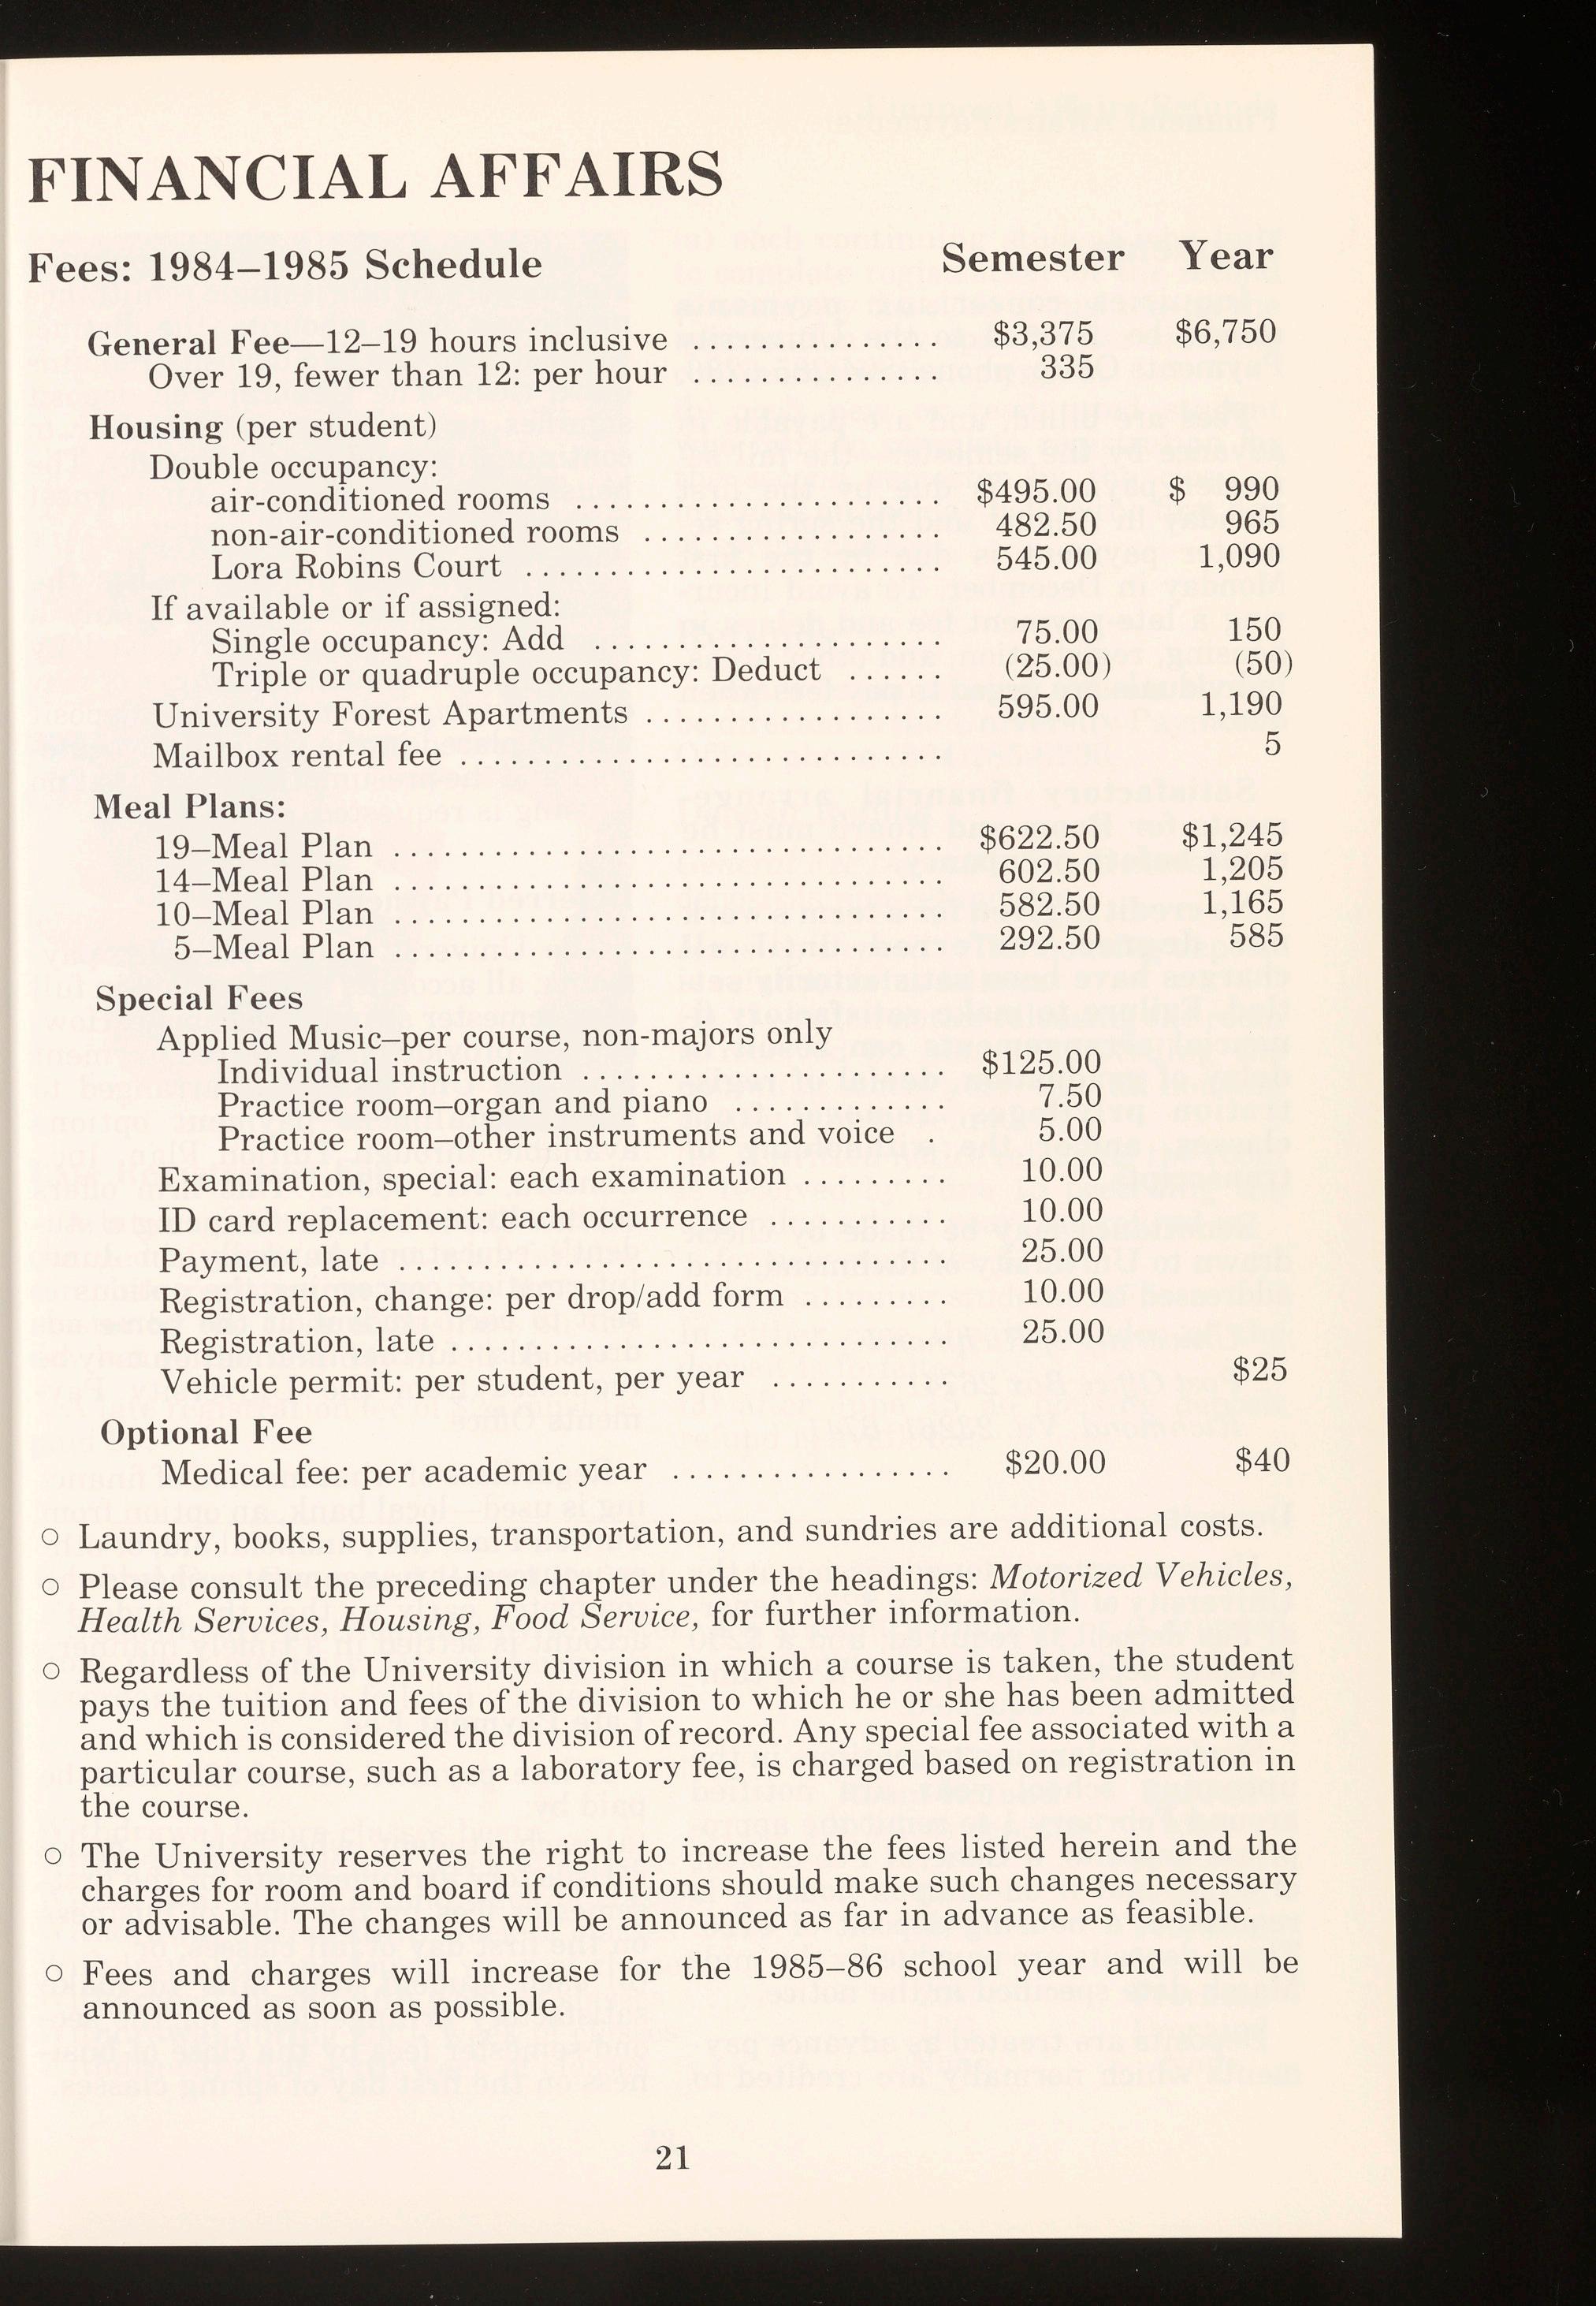 FINANCIAL AFFAIRS
Fees: 1984–1985 Schedule Semester Year
General Fee—12–19 hours inclusive ............... $3,375 $6,750
Over 19, fewer than 12: per hour ............... 335
Housing (per student)
Double occupancy:
air-conditioned rooms ...................... $495.00 $ 990
non-air-conditioned rooms .................. 482.50 965
Lora Robins Court ......................... 545.00 1,090
If available or if assigned:
Single occupancy: Add ..................... 75.00 150
Triple or quadruple occupancy: Deduct ...... (25.00) (50)
University Forest Apartments .................. 595.00 1,190
Mailbox rental fee ............................. 5
Meal Plans:
19–Meal Plan ................................. $622.50 $1,245
14–Meal Plan ................................. 602.50 1,205
10–Meal Plan ................................. 582.50 1,165
5–Meal Plan ................................. 292.50 585
Special Fees
Applied Music–per course, non-majors only
Individual instruction ...................... $125.00
Practice room–organ and piano ............. 7.50
Practice room–other instruments and voice . 5.00
Examination, special: each examination ......... 10.00
ID card replacement: each occurrence ........... 10.00
Payment, late ................................. 25.00
Registration, change: per drop/add form ......... 10.00
Registration, late .............................. 25.00
Vehicle permit: per student, per year ........... $25
Optional Fee
Medical fee: per academic year ................. $20.00 $40
○ Laundry, books, supplies, transportation, and sundries are additional costs.
○ Please consult the preceding chapter under the headings: Motorized Vehicles,
Health Services, Housing, Food Service, for further information.
○ Regardless of the University division in which a course is taken, the student
pays the tuition and fees of the division to which he or she has been admitted
and which is considered the division of record. Any special fee associated with a
particular course, such as a laboratory fee, is charged based on registration in
the course.
○ The University reserves the right to increase the fees listed herein and the
charges for room and board if conditions should make such changes necessary
or advisable. The changes will be announced as far in advance as feasible.
○ Fees and charges will increase for the 1985–86 school year and will be
announced as soon as possible.
21